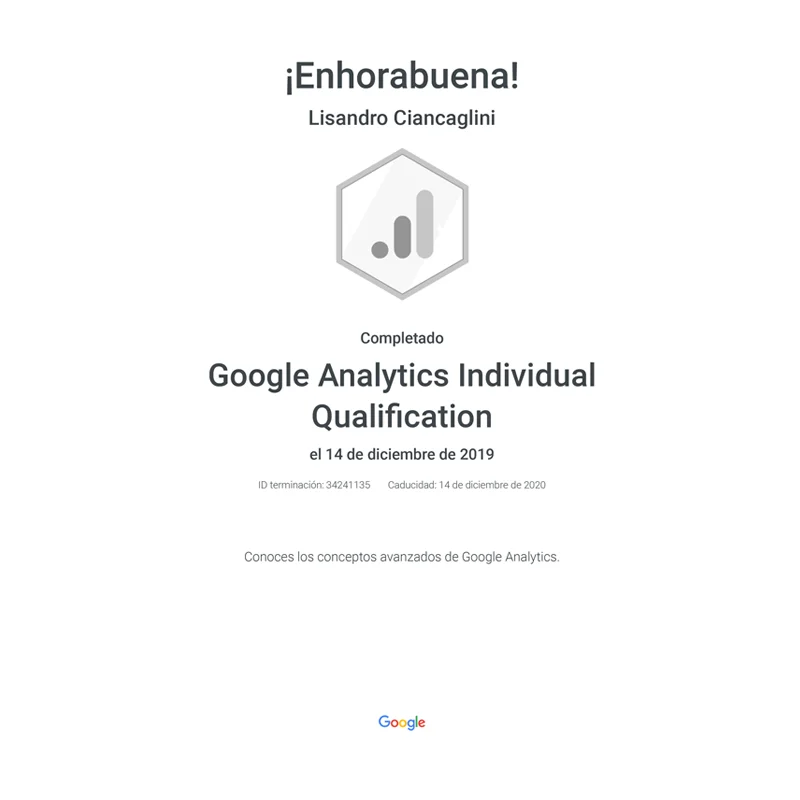 ¡Enhorabuena!
Lisandro Ciancaglini
Completado
Google Analytics Individual
Qualification
el 14 de diciembre de 2019
ID terminación: 34241135 Caducidad: 14 de diciembre de 2020
Conoces los conceptos avanzados de Google Analytics.
Google